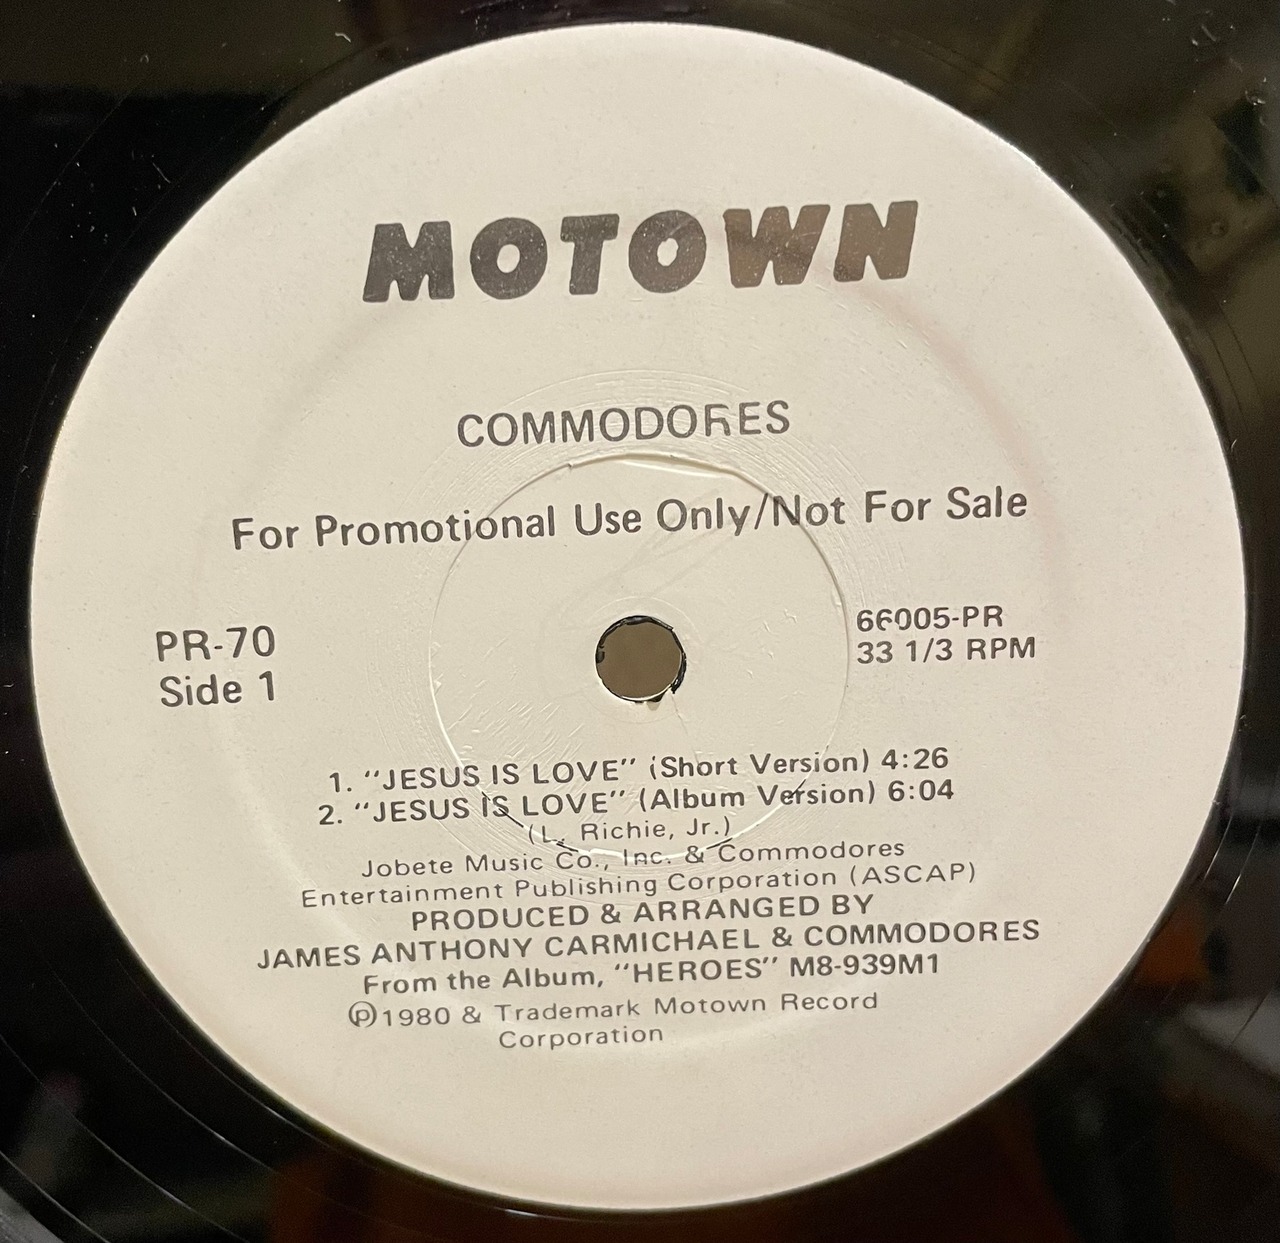 MOTOWN
COMMODORES
For Promotional Use Only/Not For Sale
PR-70
Side 1
66005-PR
33 1/3 RPM
1. "JESUS IS LOVE" (Short Version) 4:26
2. "JESUS IS LOVE" (Album Version) 6:04
(L. Richie, Jr.)
Jobete Music Co., Inc. & Commodores
Entertainment Publishing Corporation (ASCAP)
PRODUCED & ARRANGED BY
JAMES ANTHONY CARMICHAEL & COMMODORES
From the Album, "HEROES" M8-939M1
℗1980 & Trademark Motown Record
Corporation